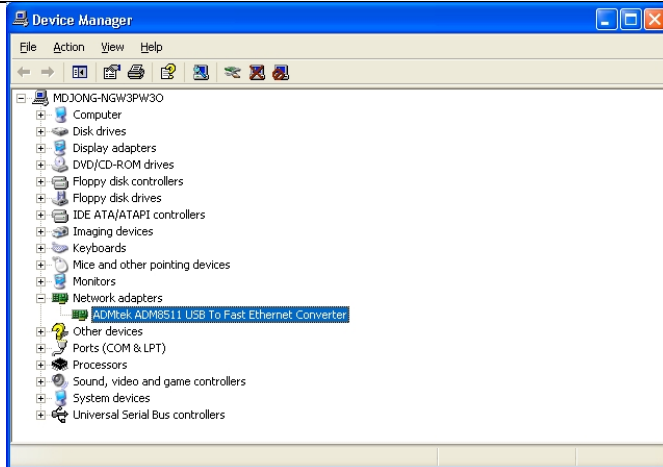 Device Manager
File Action View Help
MDJONG-NGW3PW3O
Computer
Disk drives
Display adapters
DVD/CD-ROM drives
Floppy disk controllers
Floppy disk drives
IDE ATA/ATAPI controllers
Imaging devices
Keyboards
Mice and other pointing devices
Monitors
Network adapters
ADMtek ADM8511 USB To Fast Ethernet Converter
Other devices
Ports (COM & LPT)
Processors
Sound, video and game controllers
System devices
Universal Serial Bus controllers